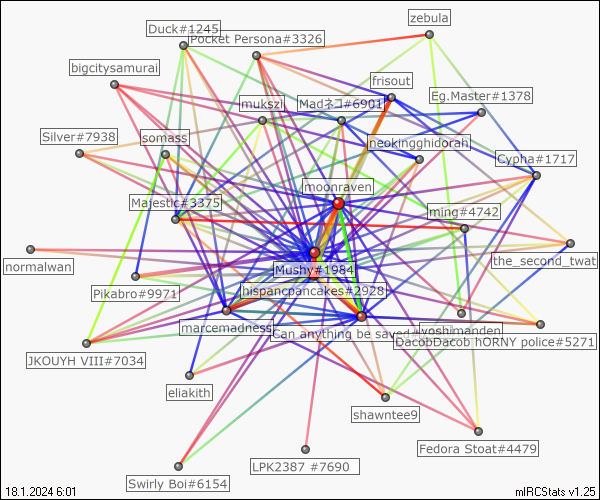 zebula
Duck#1245
Pocket Persona#3326
bigcitysamurai
frisout
Eg.Master#1378
mukszi
Madネコ#6901
Silver#7938
somass
neokingghidorah
Cypha#1717
moonraven
Majestic#3375
ming#4742
the_second_twat
normalwan
Mushy#1984
Pikabro#9971
hispancpancakes#2928
marcemadness
Can anything be saved
yoshimanden
DacobDacob hORNY police#5271
JKOUYH VIII#7034
eliakith
shawntee9
Fedora Stoat#4479
LPK2387 #7690
Swirly Boi#6154
18.1.2024 6:01
mIRCStats v1.25